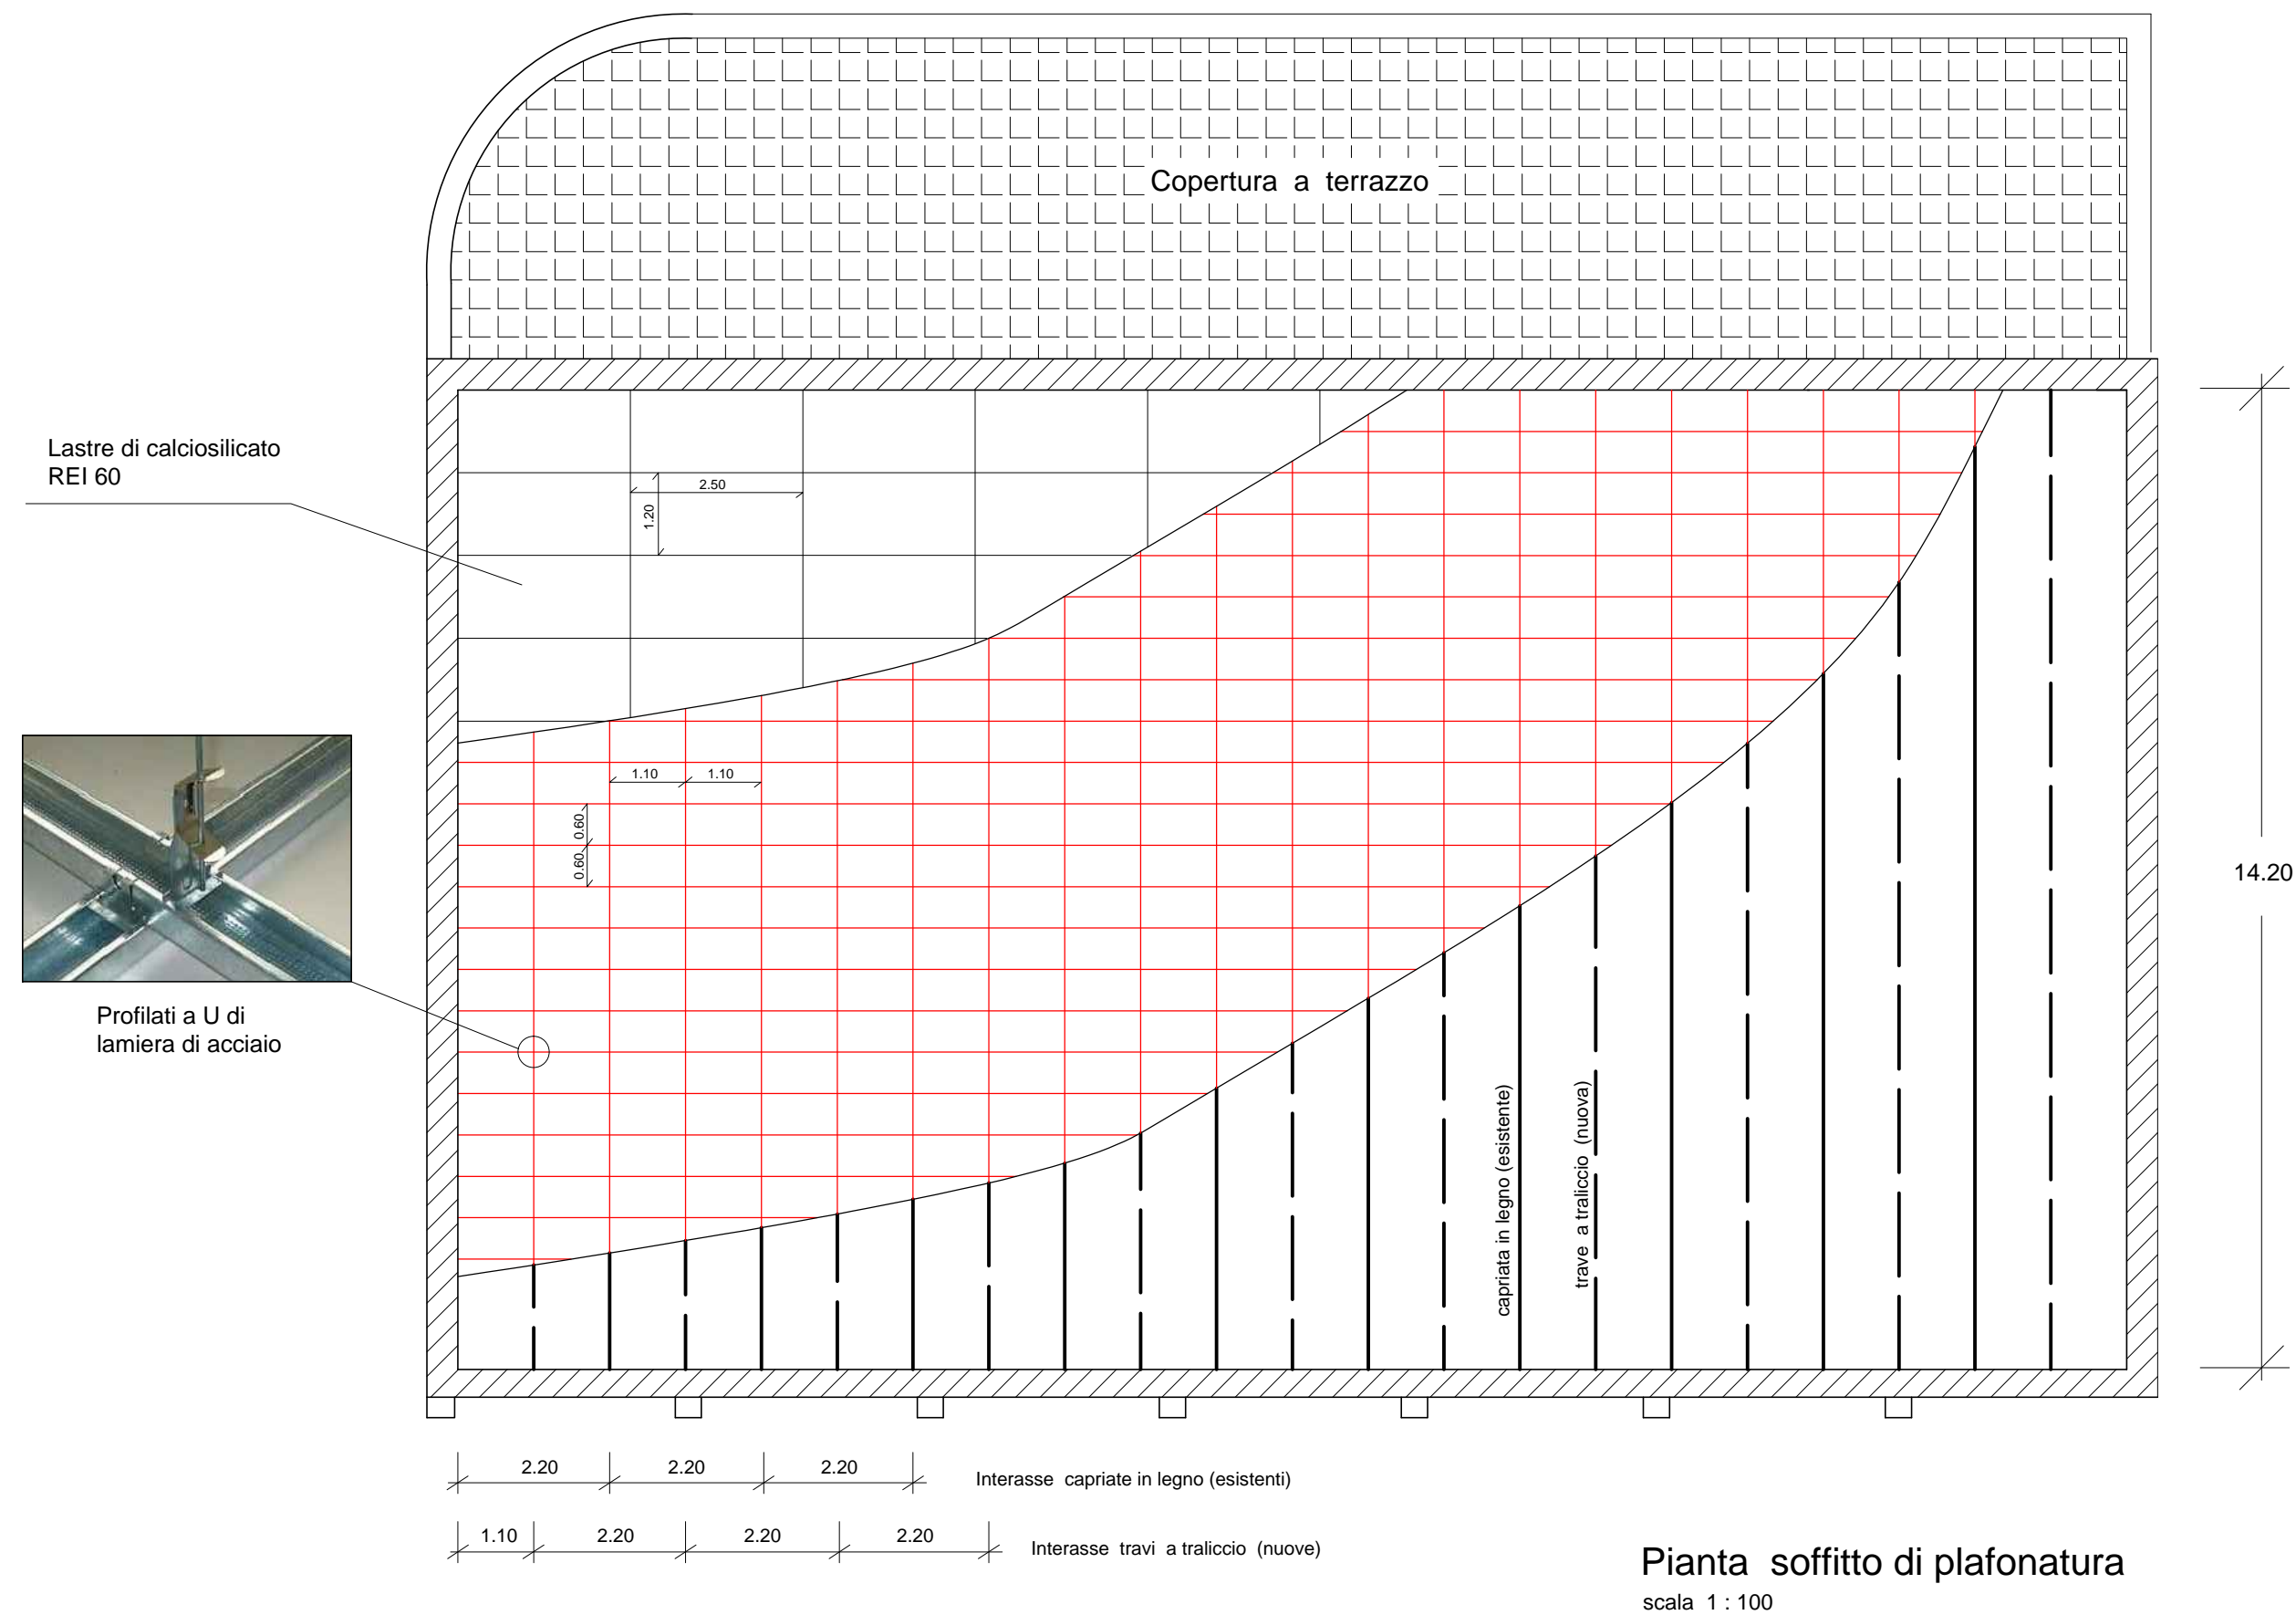 Copertura a terrazzo
Lastre di calciosilicato
REI 60
2.50
1.20
1.10
1.10
0.60
0.60
14.20
Profilati a U di
lamiera di acciaio
capriata in legno (esistente)
trave a traliccio (nuova)
2.20
2.20
2.20
Interasse capriate in legno (esistenti)
1.10
2.20
2.20
2.20
Interasse travi a traliccio (nuove)
Pianta soffitto di plafonatura
scala 1 : 100